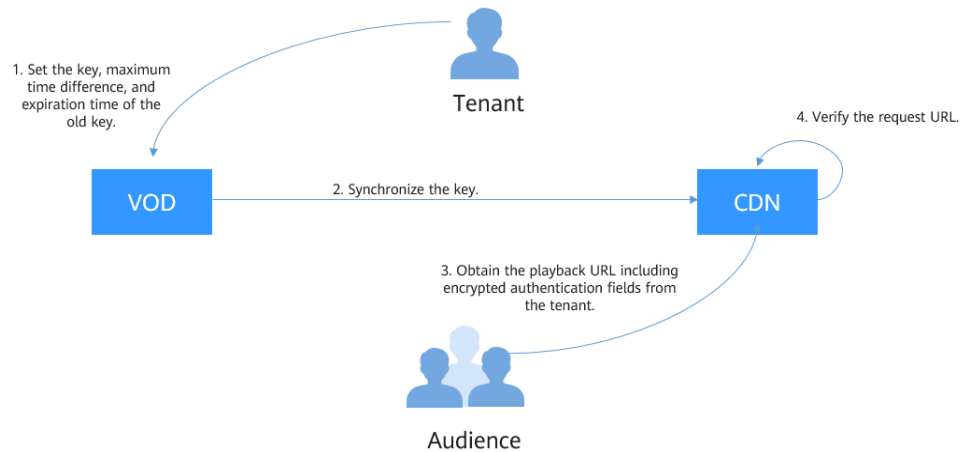 1. Set the key, maximum
time difference, and
expiration time of the
old key.
Tenant
4. Verify the request URL.
VOD
2. Synchronize the key.
CDN
3. Obtain the playback URL including
encrypted authentication fields from
the tenant.
Audience